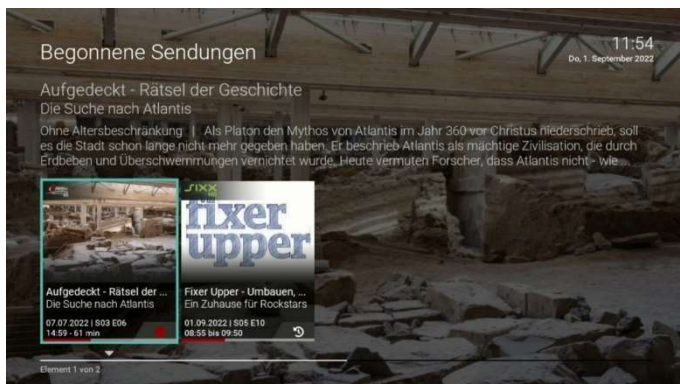 Begonnene Sendungen
11:54
Do, 1. September 2022
Aufgedeckt - Rätsel der Geschichte
Die Suche nach Atlantis
Ohne Altersbeschränkung | Als Platon den Mythos von Atlantis im Jahr 360 vor Christus niederschrieb, soll
es die Stadt schon lange nicht mehr gegeben haben. Er beschrieb Atlantis als mächtige Zivilisation, die durch
Erdbeben und Überschwemmungen vernichtet wurde. Heute vermuten Forscher, dass Atlantis nicht - wie ...
sixx
fixer
upper
Aufgedeckt - Rätsel der ...
Die Suche nach Atlantis
07.07.2022 | S03 E06
14:59 - 61 min
Fixer Upper - Umbauen, ...
Ein Zuhause für Rockstars
01.09.2022 | S05 E10
08:55 bis 09:50
Element 1 von 2